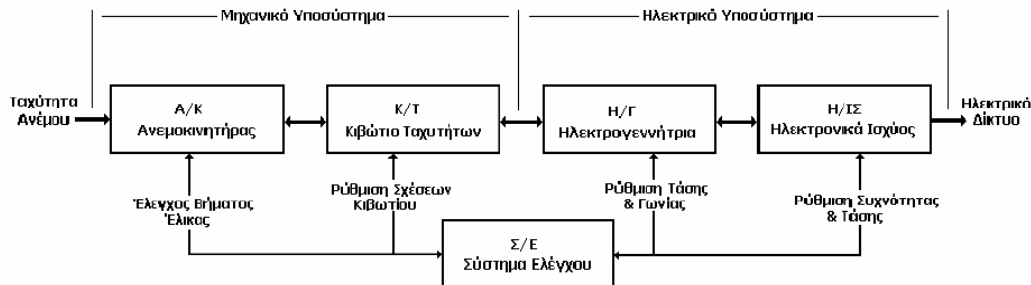 Μηχανικό Υποσύστημα
Ηλεκτρικό Υποσύστημα
Ταχύτητα
Ανέμου
Α/Κ
Ανεμοκινητήρας
Κ/Τ
Κιβώτιο Ταχυτήτων
Η/Γ
Ηλεκτρογεννήτρια
Η/ΙΣ
Ηλεκτρονικά Ισχύος
Ηλεκτρικό
Δίκτυο
Έλεγχος Βήματος
Έλικας
Ρύθμιση Σχέσεων
Κιβωτίου
Ρύθμιση Τάσης
& Γωνίας
Ρύθμιση Συχνότητας
& Τάσης
Σ/Ε
Σύστημα Ελέγχου